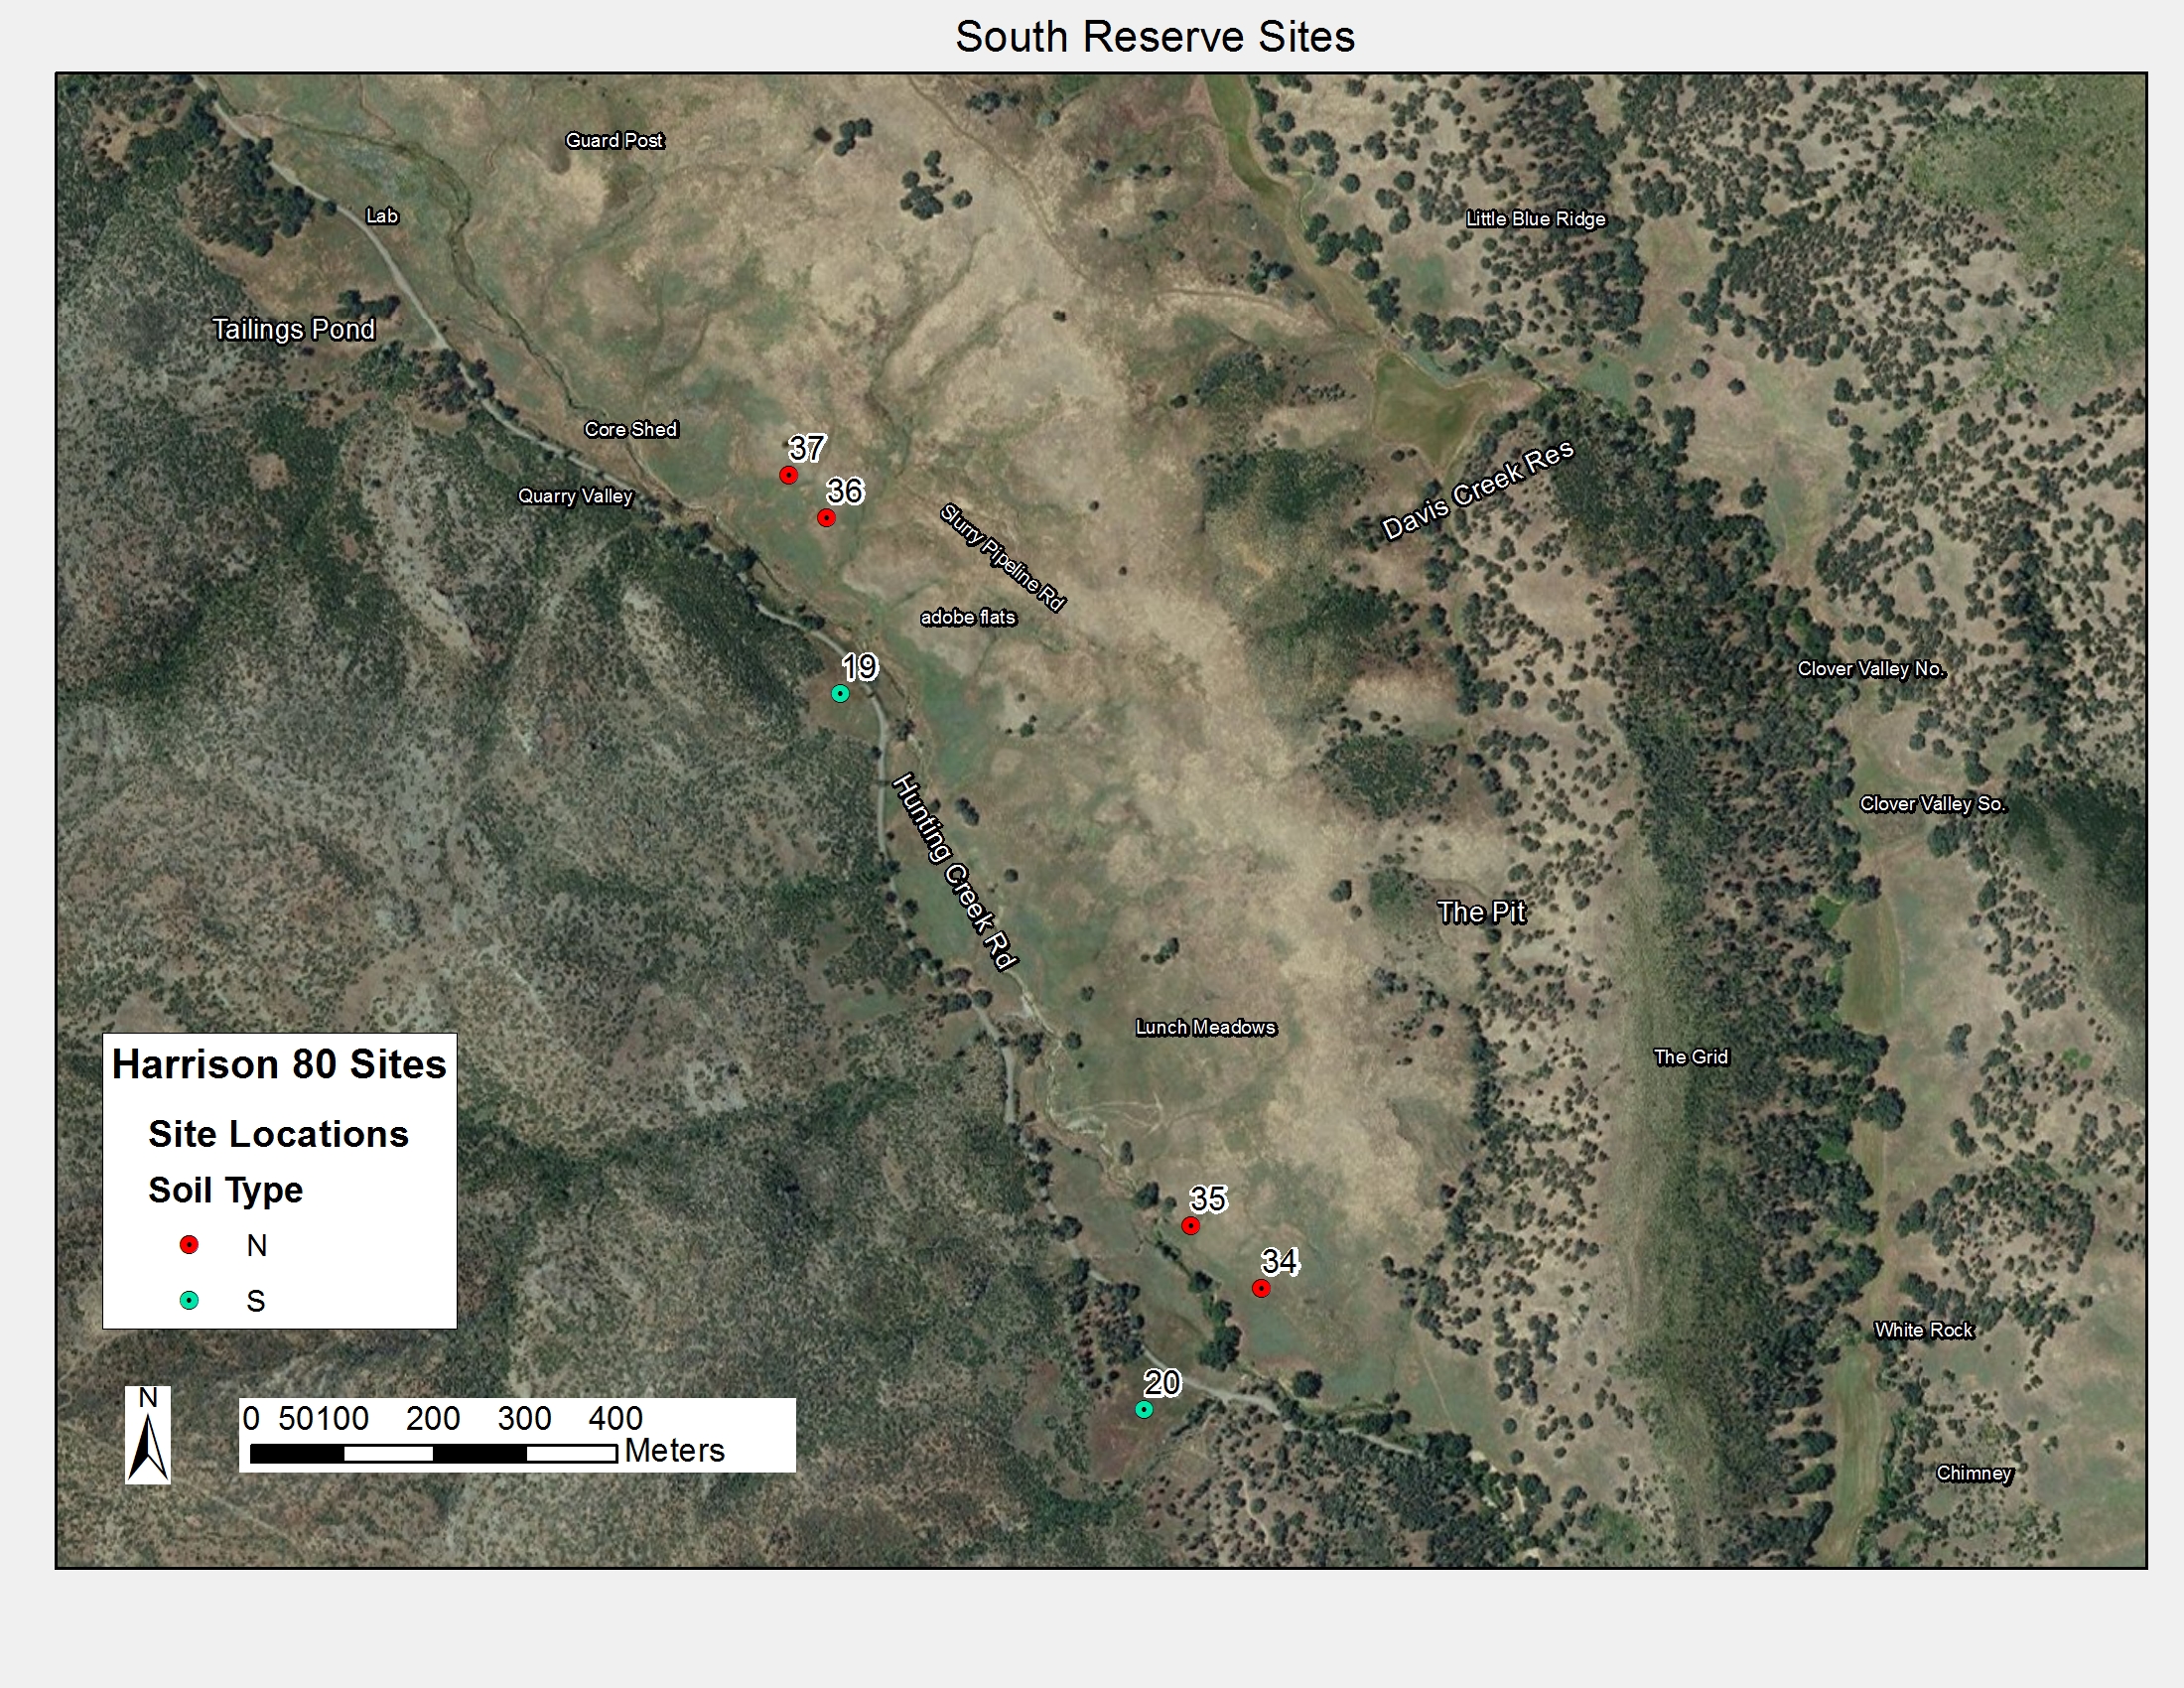 South Reserve Sites
Guard Post
Lab
Little Blue Ridge
Tailings Pond
Core Shed
37
36
Quarry Valley
Davis Creek Res
Slurry Pipeline Rd
adobe flats
19
Clover Valley No.
Hunting Creek Rd
Clover Valley So.
The Pit
Lunch Meadows
The Grid
Harrison 80 Sites
Site Locations
Soil Type
N
S
35
34
White Rock
20
Chimney
N
0 50100 200 300 400
Meters